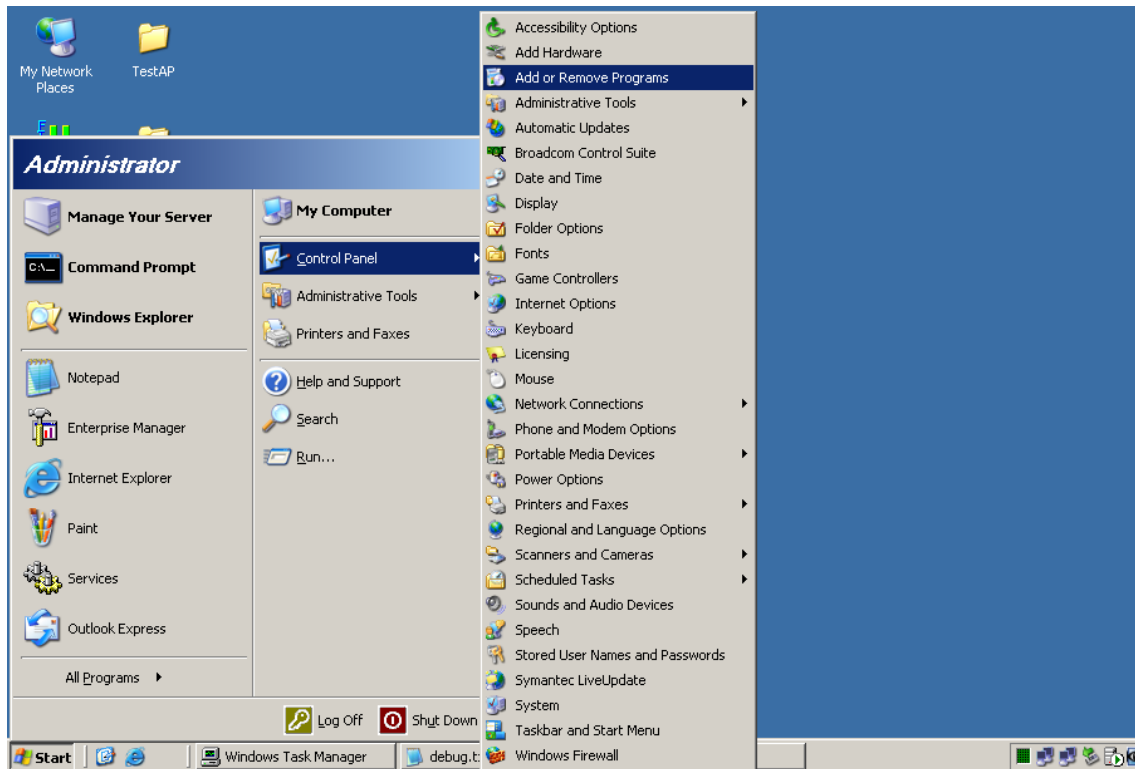 My Network
Places
TestAP
Administrator
Manage Your Server
Command Prompt
Windows Explorer
Notepad
Enterprise Manager
Internet Explorer
Paint
Services
Outlook Express
All Programs
My Computer
Control Panel
Administrative Tools
Printers and Faxes
Help and Support
Search
Run...
Log Off
Shut Down
Accessibility Options
Add Hardware
Add or Remove Programs
Administrative Tools
Automatic Updates
Broadcom Control Suite
Date and Time
Display
Folder Options
Fonts
Game Controllers
Internet Options
Keyboard
Licensing
Mouse
Network Connections
Phone and Modem Options
Portable Media Devices
Power Options
Printers and Faxes
Regional and Language Options
Scanners and Cameras
Scheduled Tasks
Sounds and Audio Devices
Speech
Stored User Names and Passwords
Symantec LiveUpdate
System
Taskbar and Start Menu
Windows Firewall
Start
Windows Task Manager
debug.t